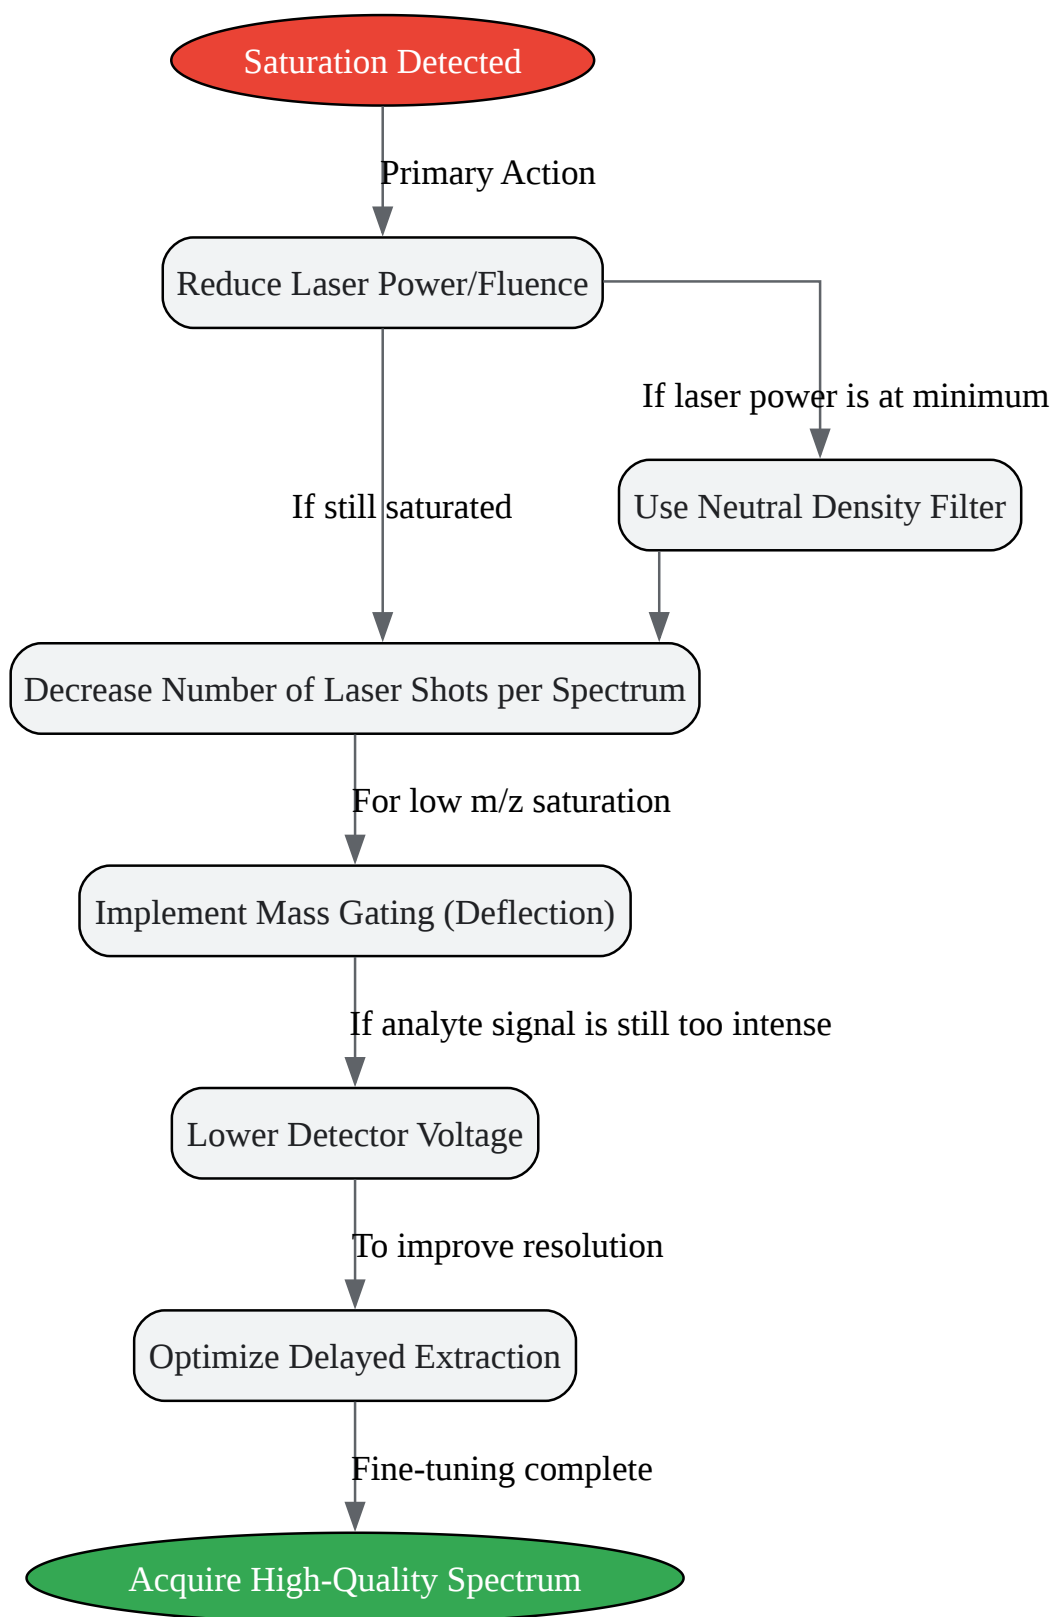 Saturation Detected
Primary Action
Reduce Laser Power/Fluence
If laser power is at minimum
If still saturated
Use Neutral Density Filter
Decrease Number of Laser Shots per Spectrum
For low m/z saturation
Implement Mass Gating (Deflection)
If analyte signal is still too intense
Lower Detector Voltage
To improve resolution
Optimize Delayed Extraction
Fine-tuning complete
Acquire High-Quality Spectrum